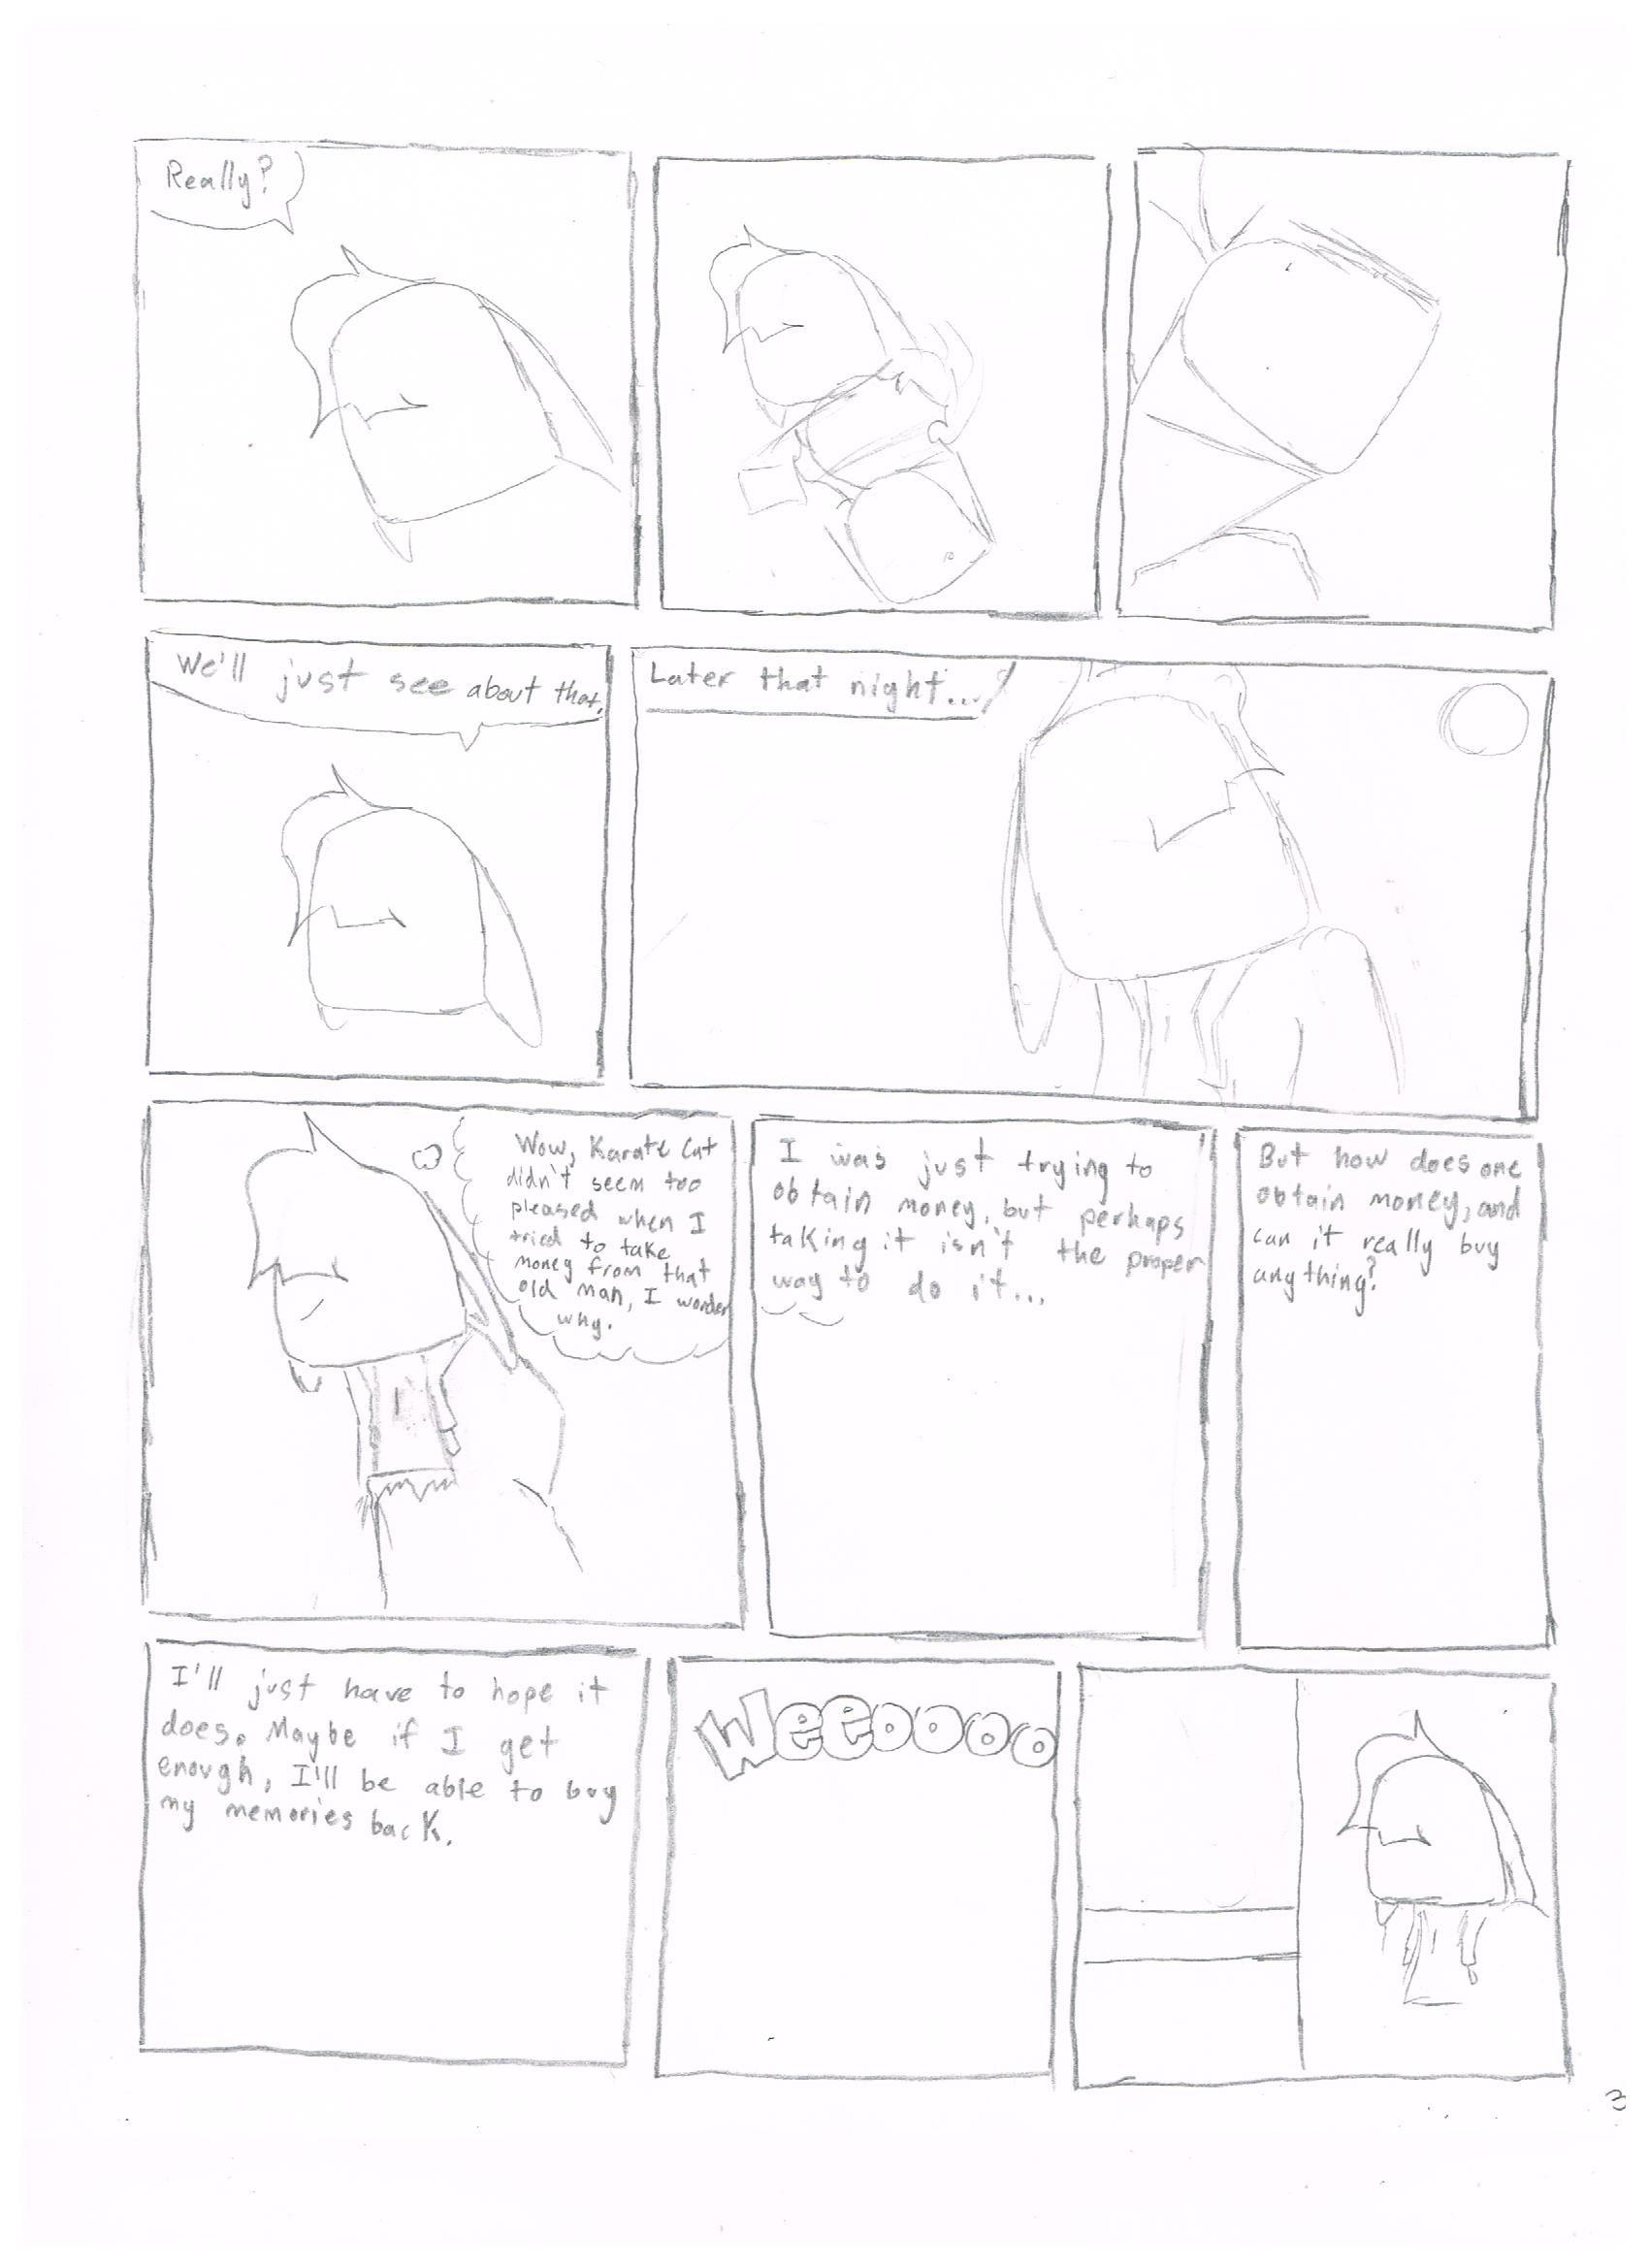 Really?
We'll just see about that.
Later that night...
Wow, Karate Cat
didn't seem too
pleased when I
tried to take
money from that
old man, I wonder
why.
I was just trying to
obtain money, but perhaps
taking it isn't the proper
way to do it...
But how does one
obtain money, and
can it really buy
anything?
I'll just have to hope it
does. Maybe if I get
enough, I'll be able to buy
my memories back.
Weeoooo
3